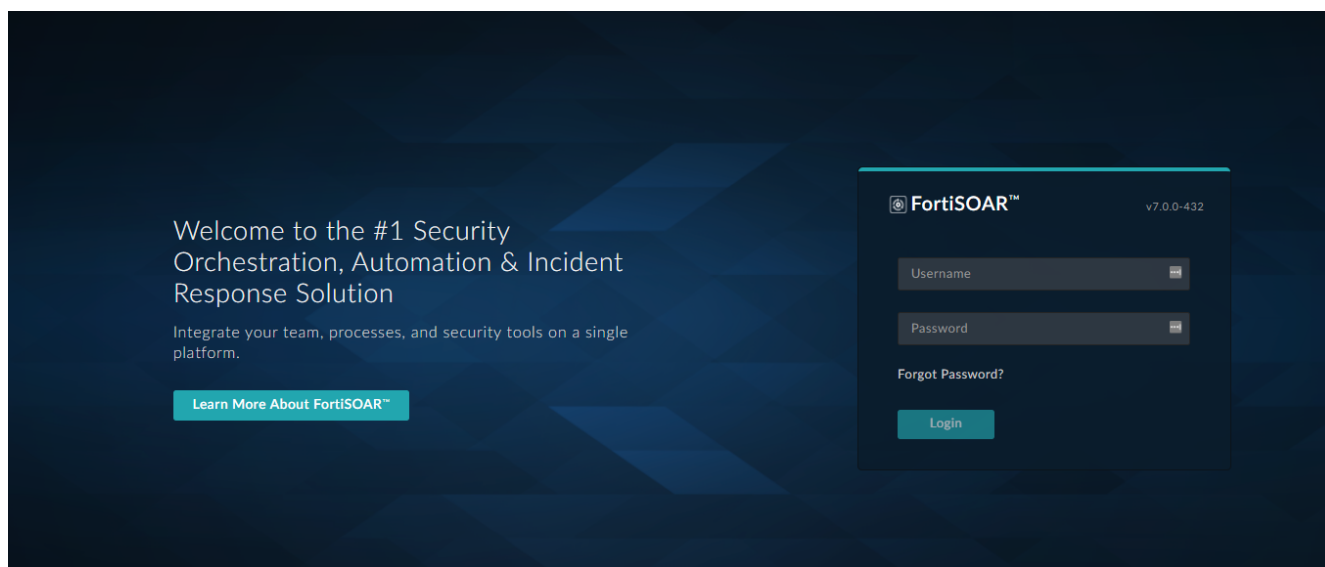 Welcome to the #1 Security
Orchestration, Automation & Incident
Response Solution
Integrate your team, processes, and security tools on a single
platform.
Learn More About FortiSOAR™
FortiSOAR™
v7.0.0-432
Username
Password
Forgot Password?
Login